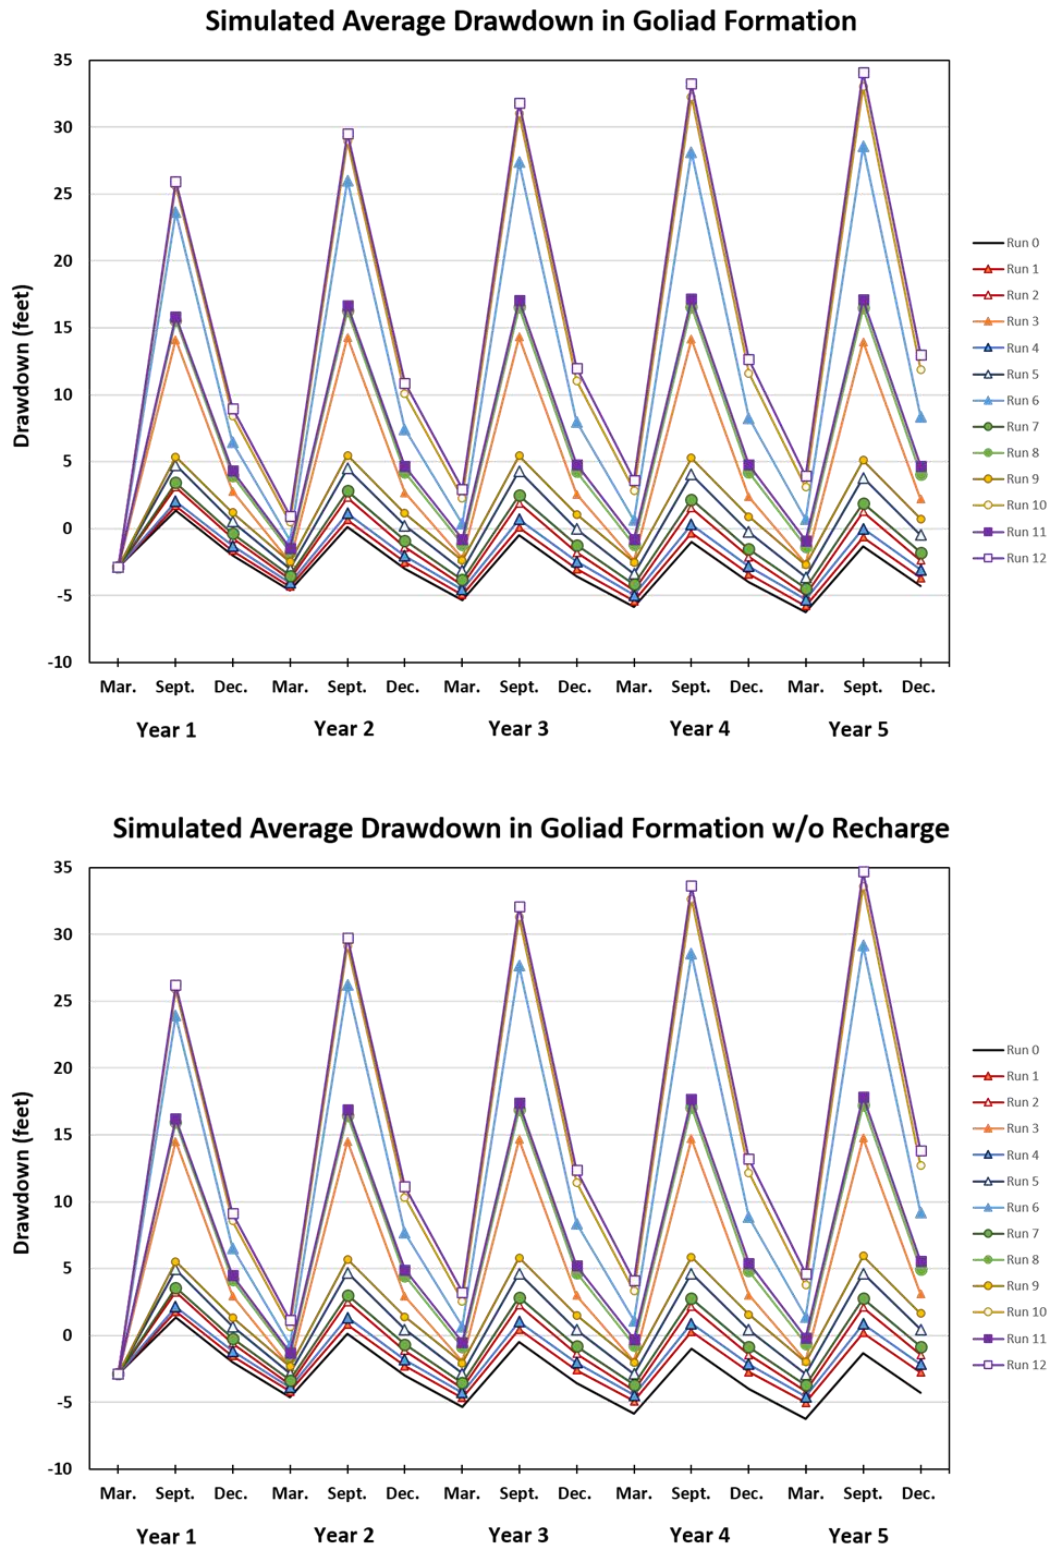 Simulated Average Drawdown in Goliad Formation
35
30
25
20
15
10
5
0
-5
-10
Drawdown (feet)
Mar. Sept. Dec. Mar. Sept. Dec. Mar. Sept. Dec. Mar. Sept. Dec. Mar. Sept. Dec.
Year 1 Year 2 Year 3 Year 4 Year 5
Run 0
Run 1
Run 2
Run 3
Run 4
Run 5
Run 6
Run 7
Run 8
Run 9
Run 10
Run 11
Run 12
Simulated Average Drawdown in Goliad Formation w/o Recharge
35
30
25
20
15
10
5
0
-5
-10
Drawdown (feet)
Mar. Sept. Dec. Mar. Sept. Dec. Mar. Sept. Dec. Mar. Sept. Dec. Mar. Sept. Dec.
Year 1 Year 2 Year 3 Year 4 Year 5
Run 0
Run 1
Run 2
Run 3
Run 4
Run 5
Run 6
Run 7
Run 8
Run 9
Run 10
Run 11
Run 12